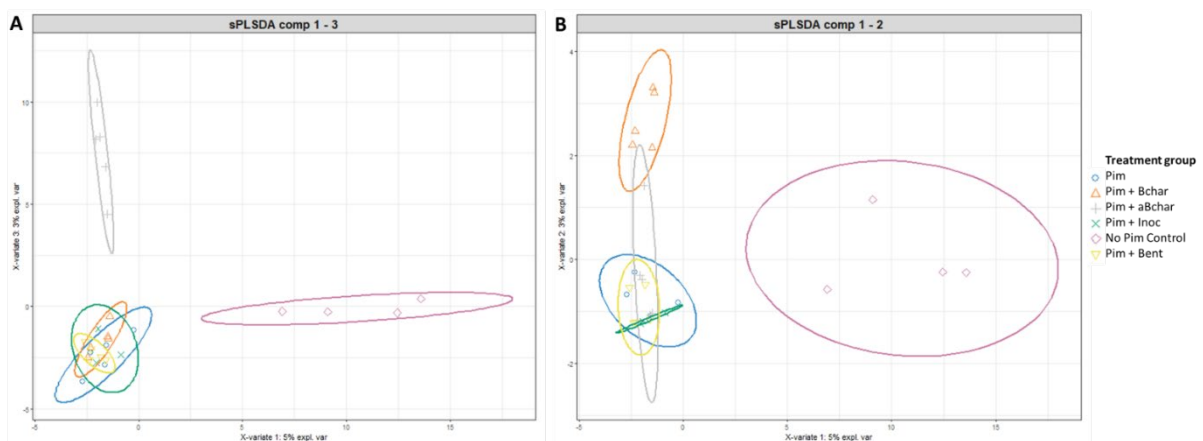 A
sPLSDA comp 1 - 3
X-variate 3: 3% expl. var
10
5
0
-5
-5
0
5
10
15
X-variate 1: 5% expl. var
B
sPLSDA comp 1 - 2
X-variate 2: 3% expl. var
4
2
0
-2
-5
0
5
10
15
X-variate 1: 5% expl. var
Treatment group
Pim
Pim + Bchar
Pim + aBchar
Pim + Inoc
No Pim Control
Pim + Bent